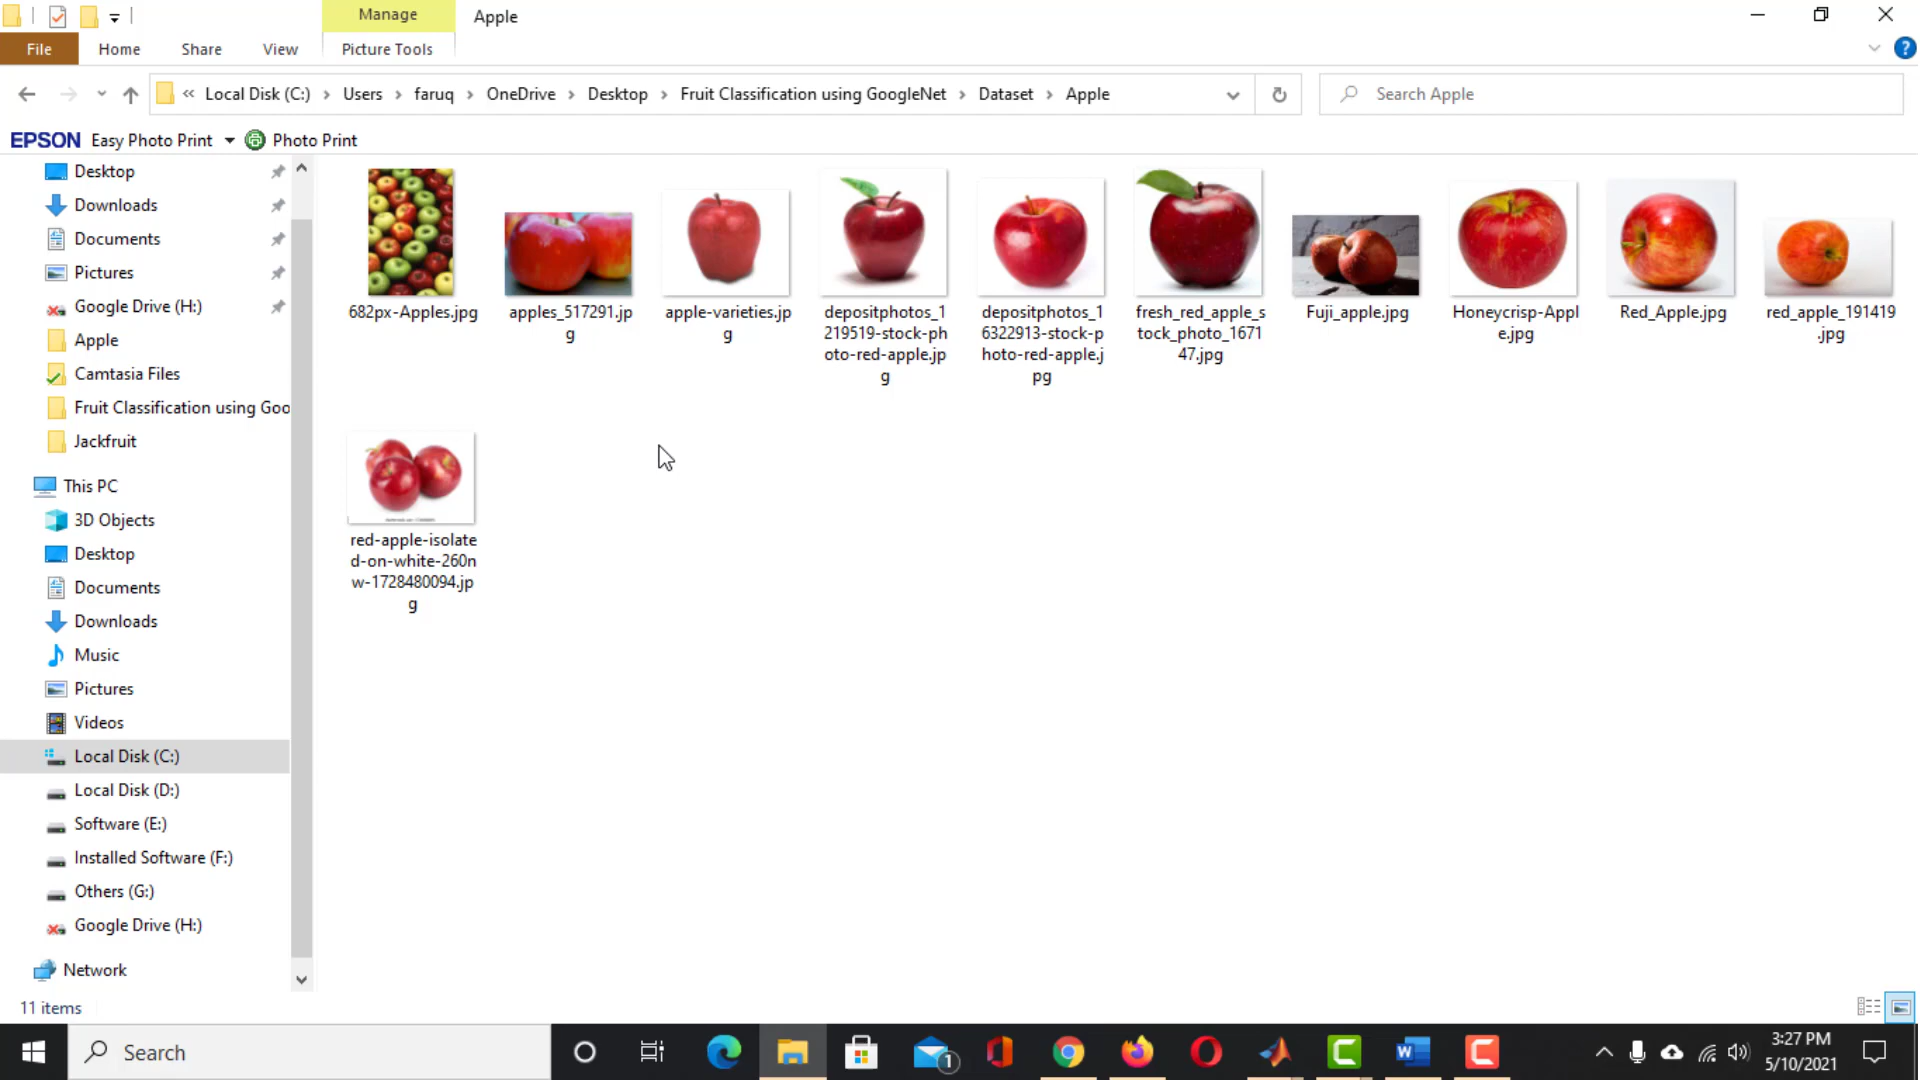 Manage
Apple
File
Home
Share
View
Picture Tools
« Local Disk (C:) › Users › faruq › OneDrive › Desktop › Fruit Classification using GoogleNet › Dataset › Apple
Search Apple
EPSON Easy Photo Print Photo Print
Desktop
Downloads
Documents
Pictures
Google Drive (H:)
Apple
Camtasia Files
Fruit Classification using Goo
Jackfruit
This PC
3D Objects
Desktop
Documents
Downloads
Music
Pictures
Videos
Local Disk (C:)
Local Disk (D:)
Software (E:)
Installed Software (F:)
Others (G:)
Google Drive (H:)
Network
682px-Apples.jpg
apples_517291.jp
g
apple-varieties.jp
g
depositphotos_1
219519-stock-ph
oto-red-apple.jp
g
depositphotos_1
6322913-stock-p
hoto-red-apple.j
pg
fresh_red_apple_s
tock_photo_1671
47.jpg
Fuji_apple.jpg
Honeycrisp-Appl
e.jpg
Red_Apple.jpg
red_apple_191419
.jpg
red-apple-isolate
d-on-white-260n
w-1728480094.jp
g
11 items
Search
1
3:27 PM
5/10/2021